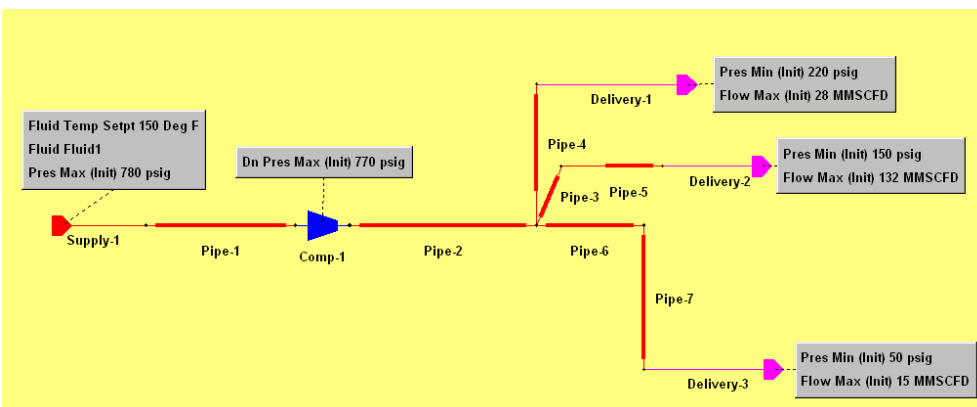 Pres Min (Init) 220 psig
Flow Max (Init) 28 MMSCFD
Delivery-1
Fluid Temp Setpt 150 Deg F
Fluid Fluid1
Pres Max (Init) 780 psig
Dn Pres Max (Init) 770 psig
Pipe-4
Pres Min (Init) 150 psig
Flow Max (Init) 132 MMSCFD
Pipe-3
Pipe-5
Delivery-2
Supply-1
Pipe-1
Comp-1
Pipe-2
Pipe-6
Pipe-7
Pres Min (Init) 50 psig
Flow Max (Init) 15 MMSCFD
Delivery-3